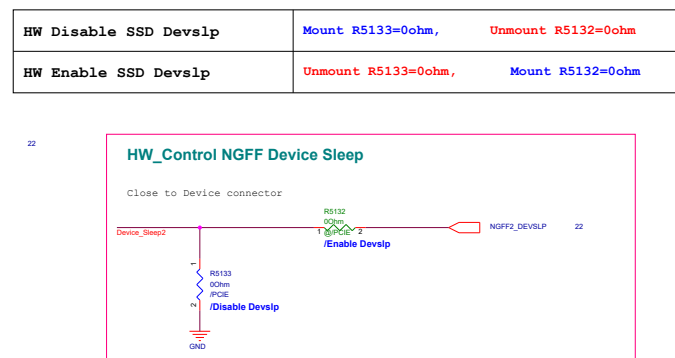 HW Disable SSD Devslp Mount R5133=0ohm, Unmount R5132=0ohm
HW Enable SSD Devslp Unmount R5133=0ohm, Mount R5132=0ohm
22
HW_Control NGFF Device Sleep
Close to Device connector
R5132
0Ohm
1 @/PCIE 2
/Enable Devslp
Device_Sleep2
NGFF2_DEVSLP 22
1
R5133
0Ohm
/PCIE
2
/Disable Devslp
GND